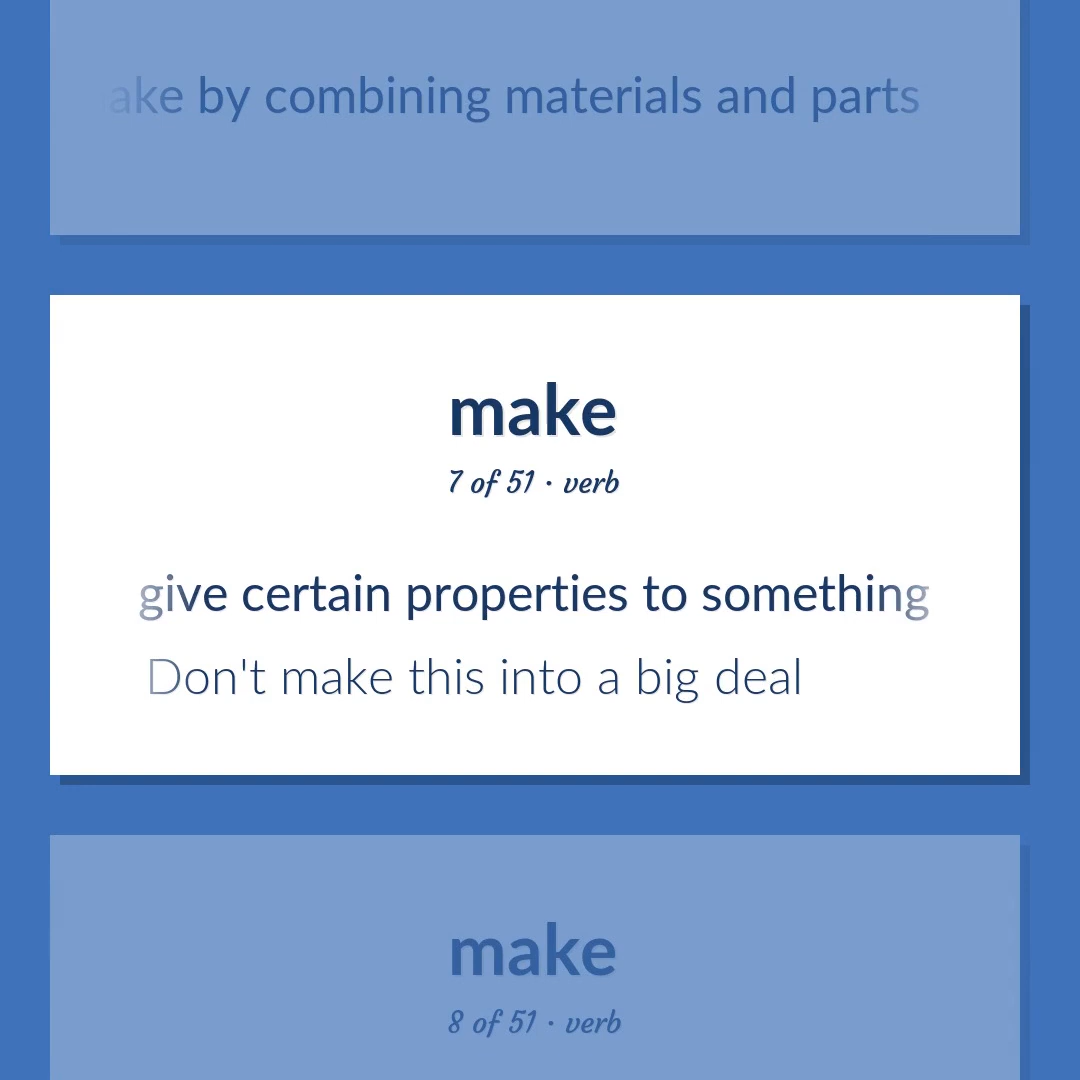 ake by combining materials and parts
make
7 of 51 · verb
give certain properties to something
Don't make this into a big deal
make
8 of 51 · verb